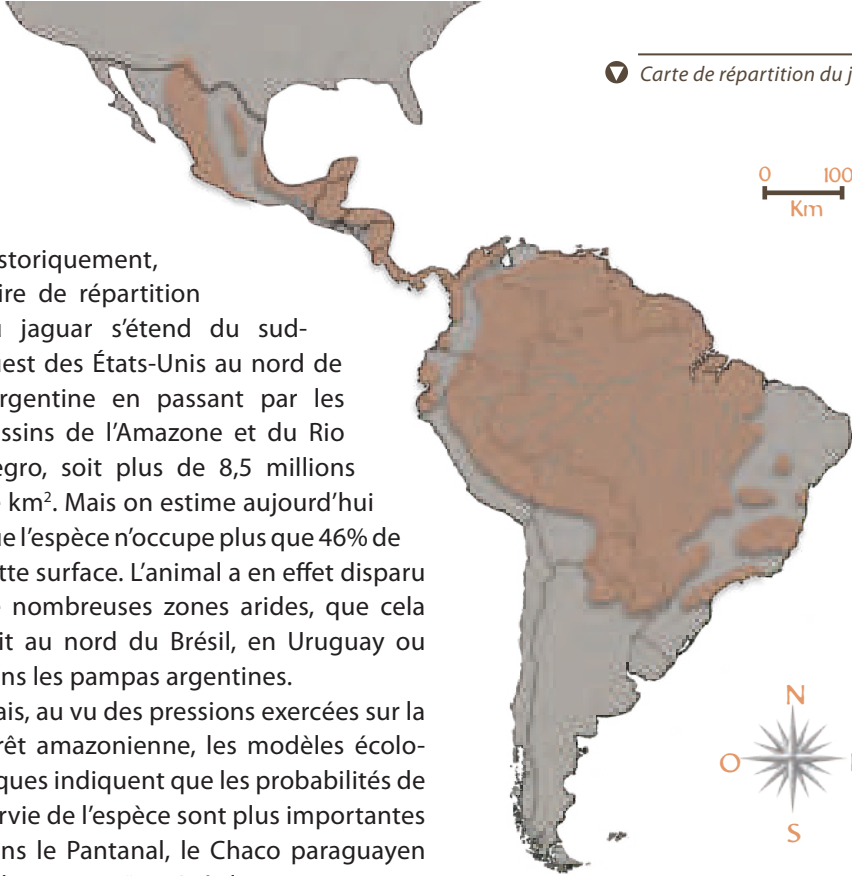 Carte de répartition du j
0 100
Km
storiquement,
ire de répartition
jaguar s'étend du sud-
est des États-Unis au nord de
rgentine en passant par les
ssins de l'Amazone et du Rio
egro, soit plus de 8,5 millions
km². Mais on estime aujourd'hui
e l'espèce n'occupe plus que 46% de
tte surface. L'animal a en effet disparu
nombreuses zones arides, que cela
it au nord du Brésil, en Uruguay ou
ns les pampas argentines.
ais, au vu des pressions exercées sur la
rêt amazonienne, les modèles écolo-
ques indiquent que les probabilités de
rvie de l'espèce sont plus importantes
ns le Pantanal, le Chaco paraguayen
N
O
S